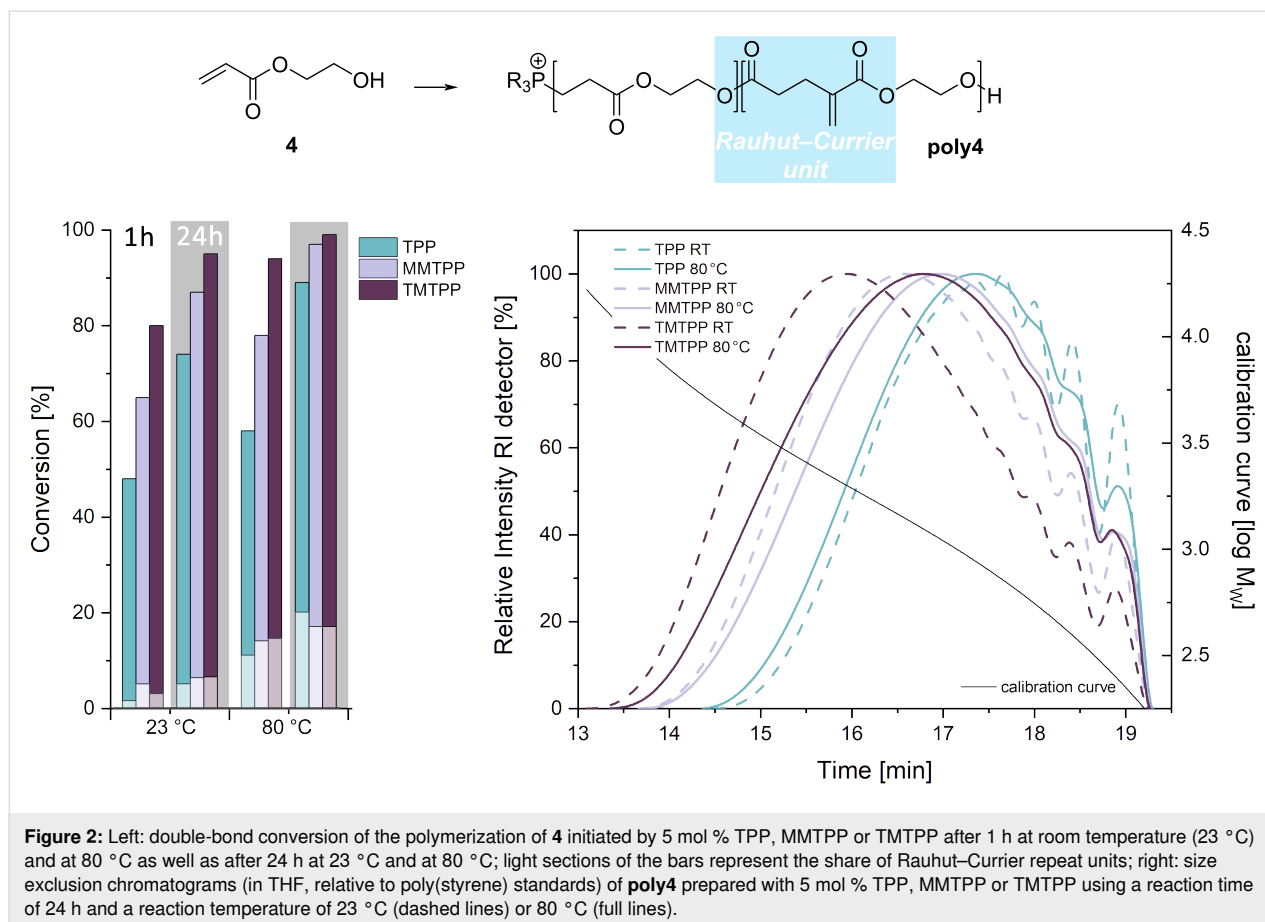 O
O
OH
4
R3P
⊕
O
O
O
O
O
O
O
H
Rauhut–Currier
unit
poly4
100
80
60
40
20
0
Conversion [%]
1h
24h
TPP
MMTPP
TMTPP
23 °C
80 °C
Relative Intensity RI detector [%]
100
80
60
40
20
0
TPP RT
TPP 80°C
MMTPP RT
MMTPP 80°C
TMTPP RT
TMTPP 80°C
calibration curve
13
14
15
16
17
18
19
Time [min]
4.5
4.0
3.5
3.0
2.5
calibration curve [log MW]
Figure 2: Left: double-bond conversion of the polymerization of 4 initiated by 5 mol % TPP, MMTPP or TMTPP after 1 h at room temperature (23 °C)
and at 80 °C as well as after 24 h at 23 °C and at 80 °C; light sections of the bars represent the share of Rauhut–Currier repeat units; right: size
exclusion chromatograms (in THF, relative to poly(styrene) standards) of poly4 prepared with 5 mol % TPP, MMTPP or TMTPP using a reaction time
of 24 h and a reaction temperature of 23 °C (dashed lines) or 80 °C (full lines).